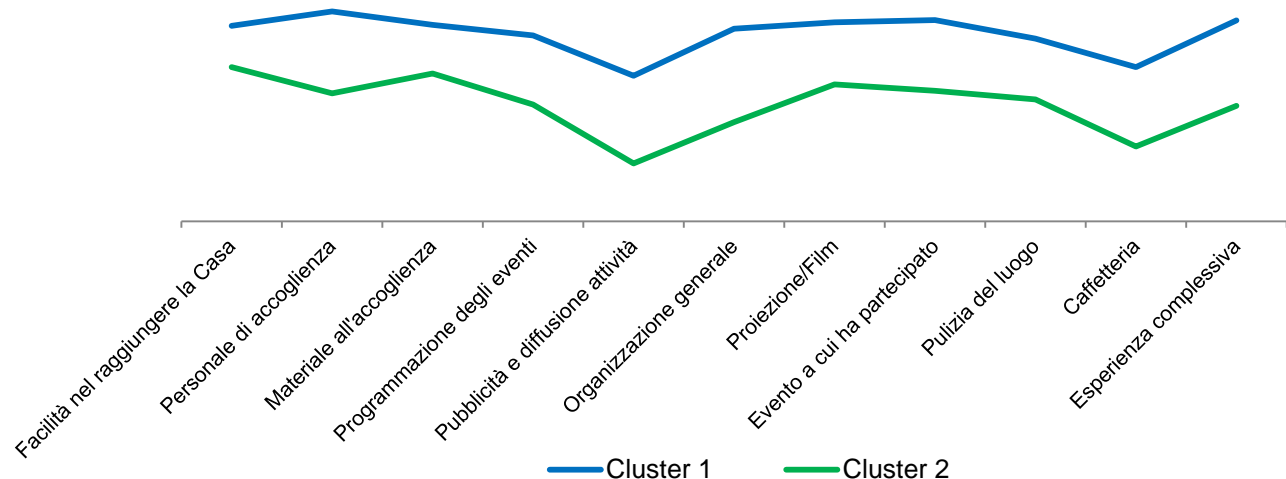 Facilità nel raggiungere la Casa
Personale di accoglienza
Materiale all'accoglienza
Programmazione degli eventi
Pubblicità e diffusione attività
Organizzazione generale
Proiezione/Film
Evento a cui ha partecipato
Pulizia del luogo
Caffetteria
Esperienza complessiva
Cluster 1
Cluster 2